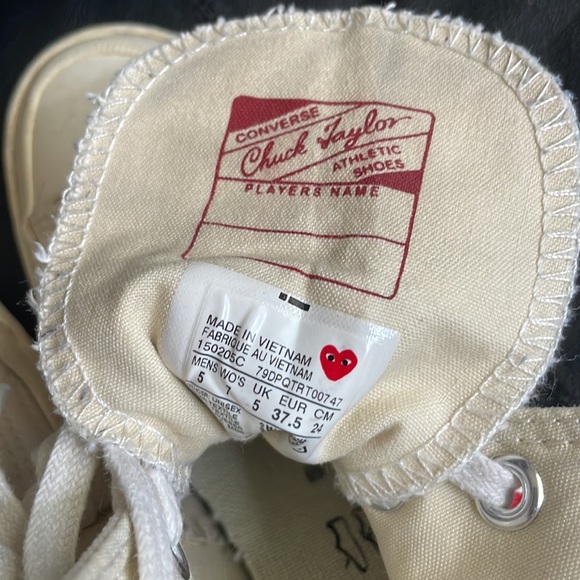 CONVERSE
Chuck Taylor
ATHLETIC
SHOES
PLAYERS NAME
MADE IN VIETNAM
FABRIQUE AU VIETNAM
150205C 79DPQTRT00747
MENS WO'S UK EUR CM
5 7 5 37.5 24
UNISEX